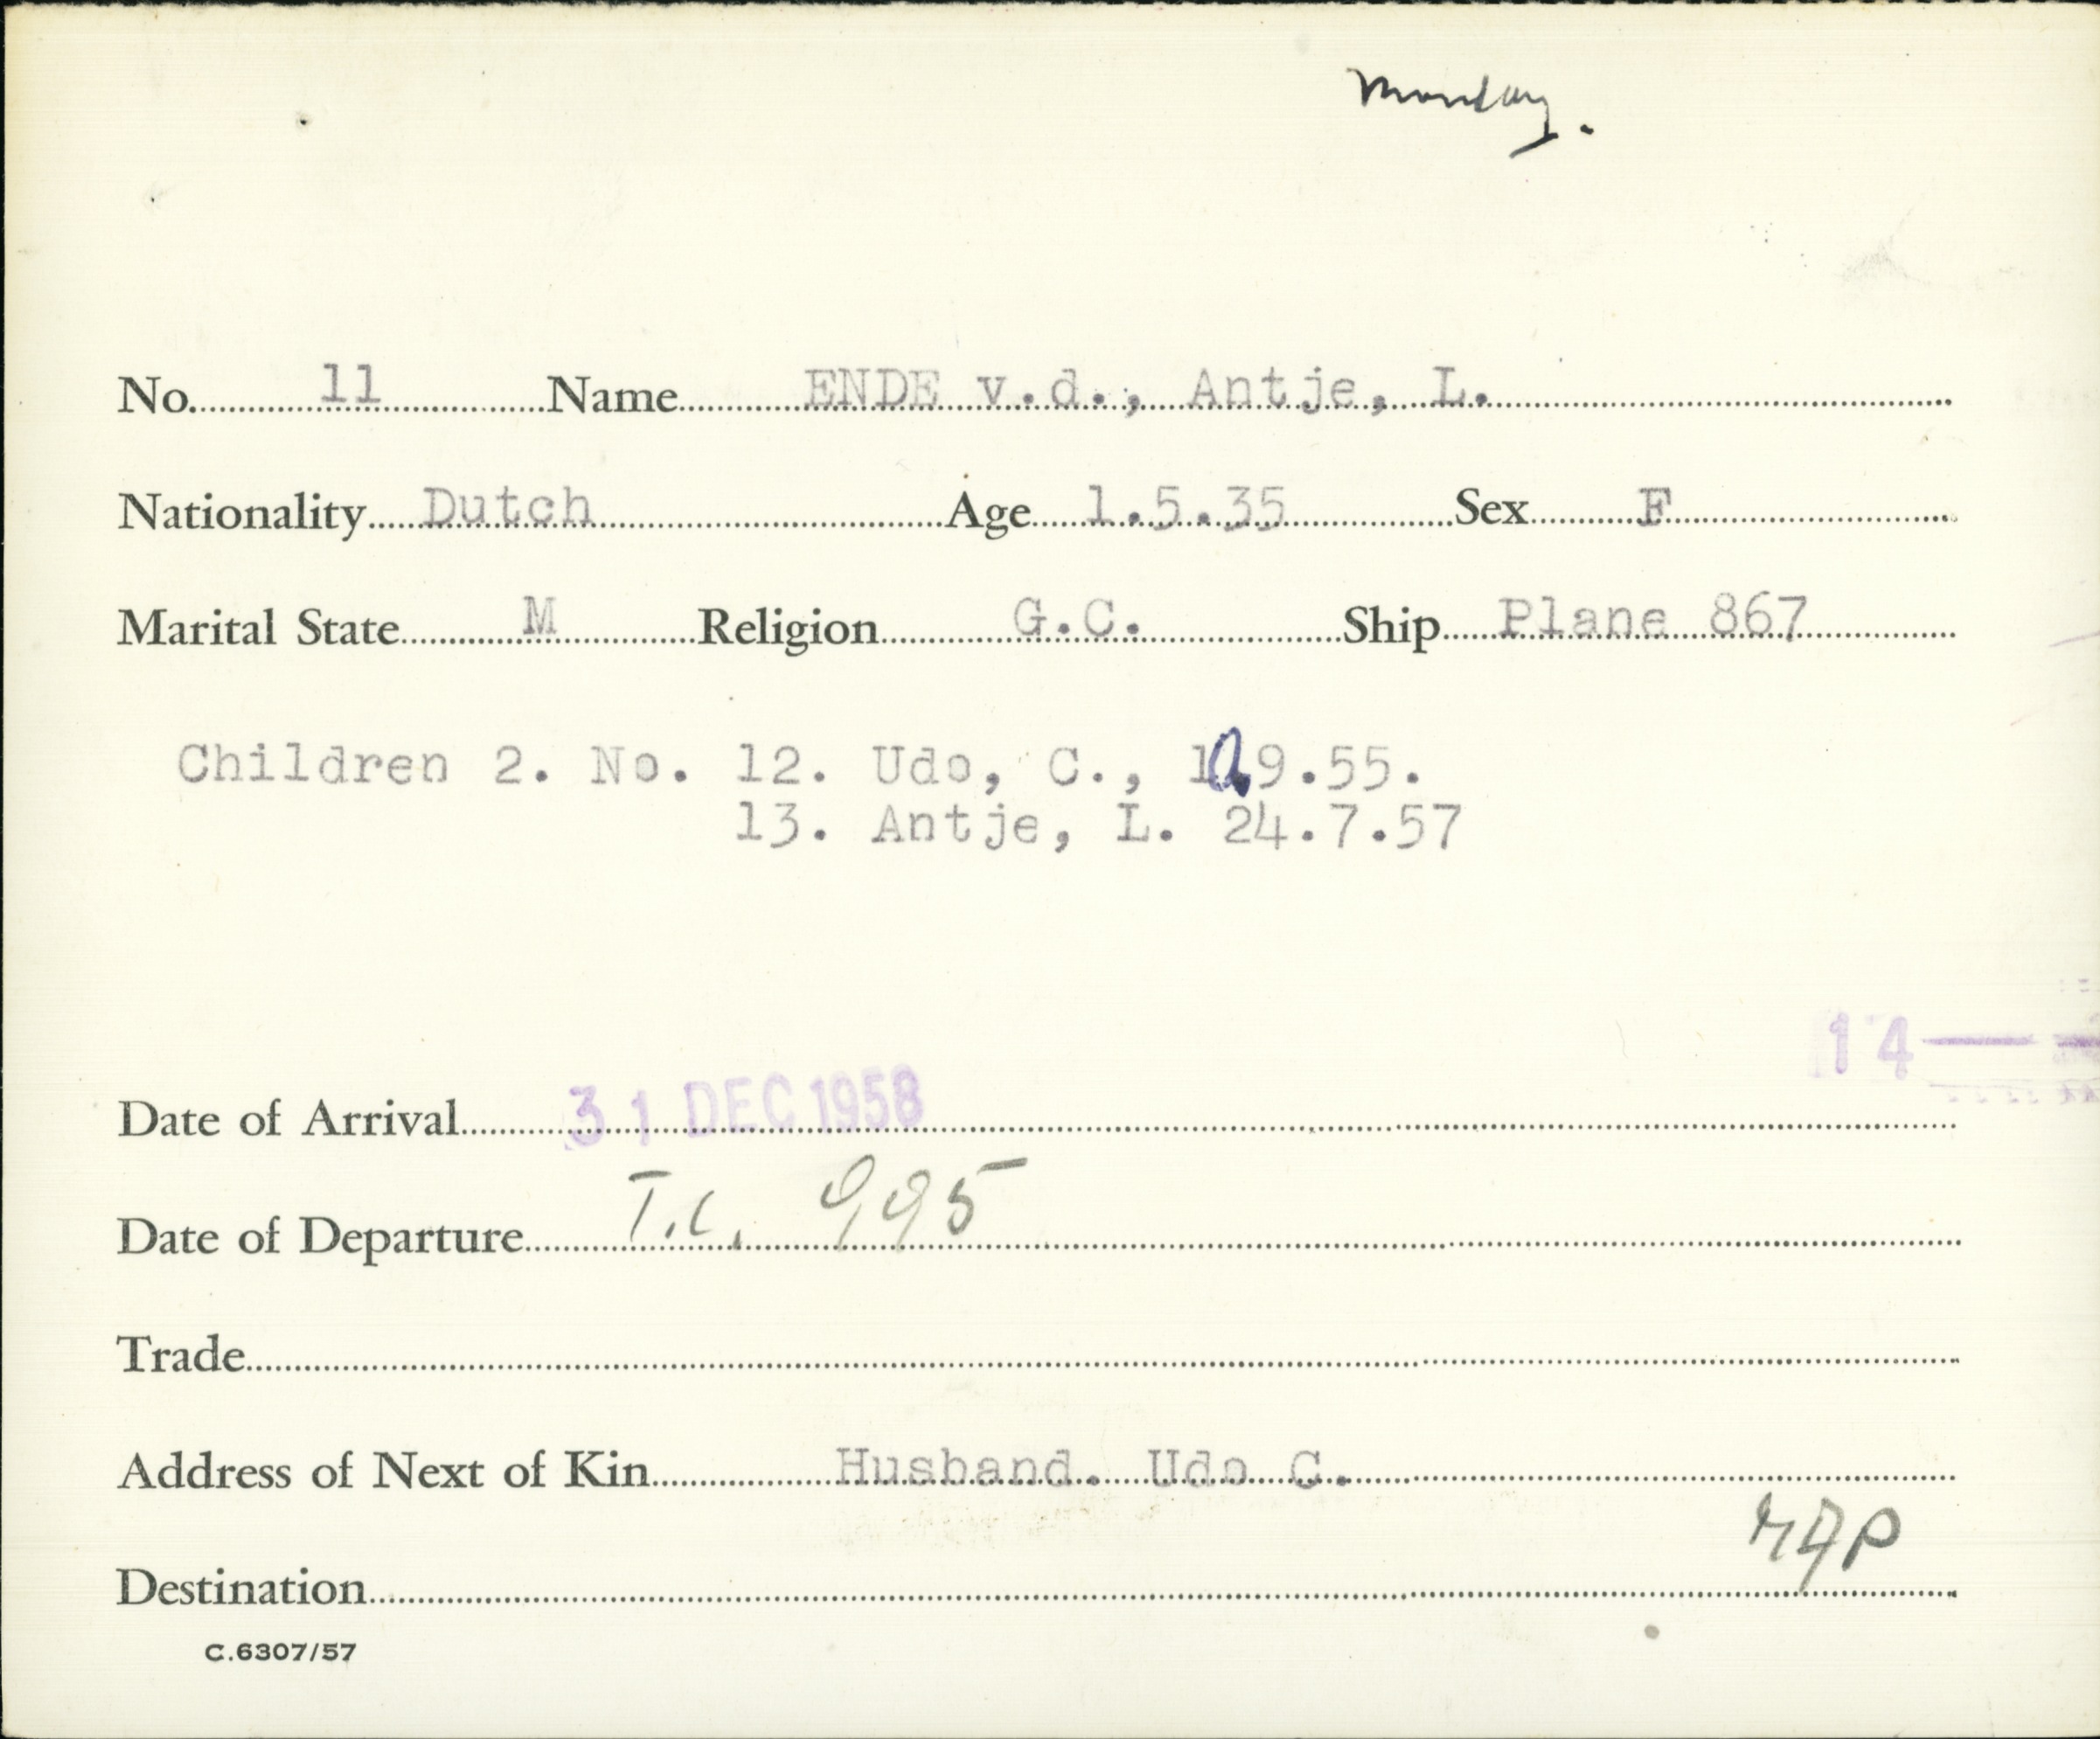 Monday.
No. 11 Name ENDE v.d., Antje, L.
Nationality Dutch Age 1.5.35 Sex F
Marital State M Religion G.C. Ship Plane 867
Children 2. No. 12. Udo, C., 9.55.
13. Antje, L. 24.7.57
14
Date of Arrival 31 DEC 1958
Date of Departure T.C. 995
Trade
Address of Next of Kin Husband. Udo C.
Destination
C.6307/57